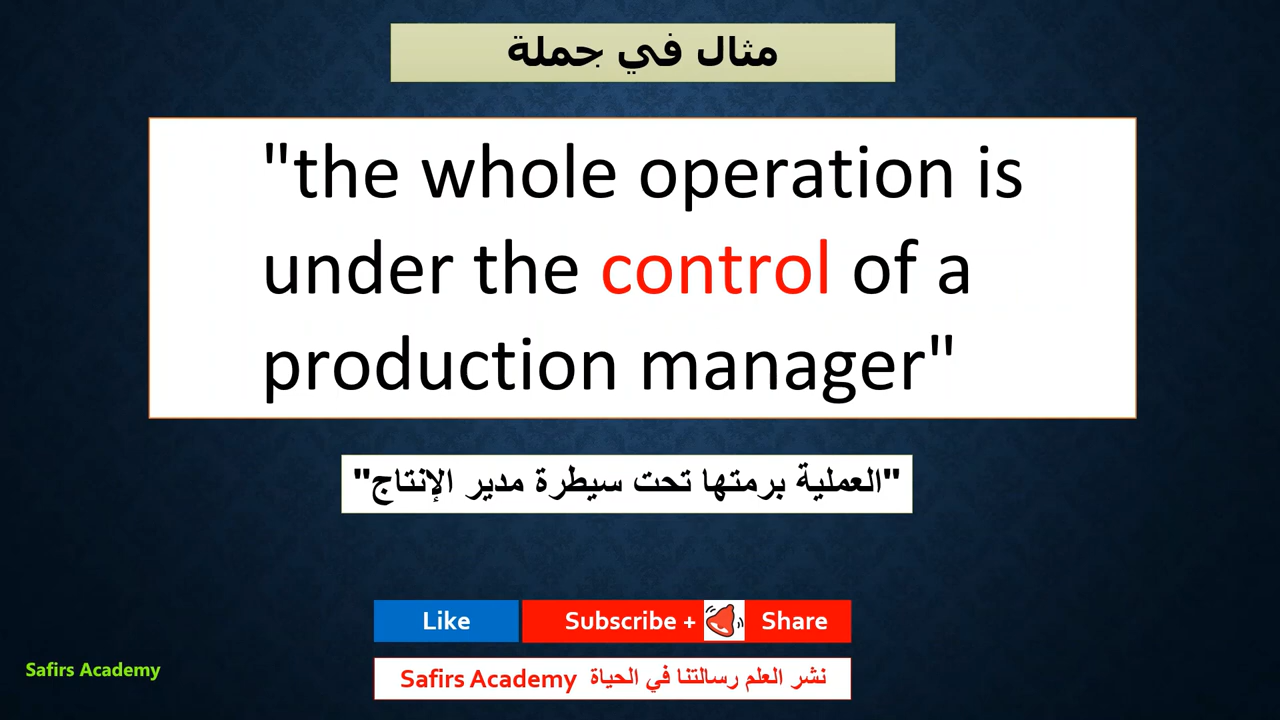 مثال في جملة
"the whole operation is
under the control of a
production manager"
"العملية برمتها تحت سيطرة مدير الإنتاج"
Like Subscribe + Share
Safirs Academy
Safirs Academy نشر العلم رسالتنا في الحياة